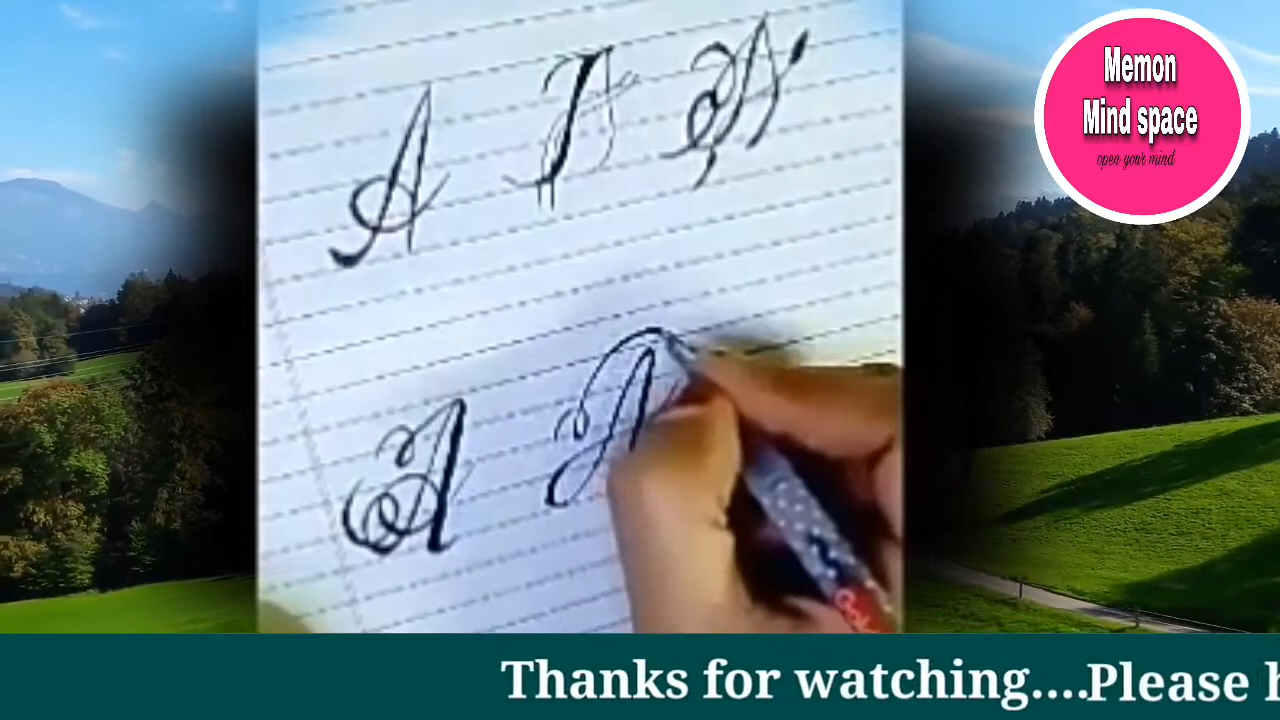 Memon
Mind space
open your mind
A A A
A A
Thanks for watching....Please